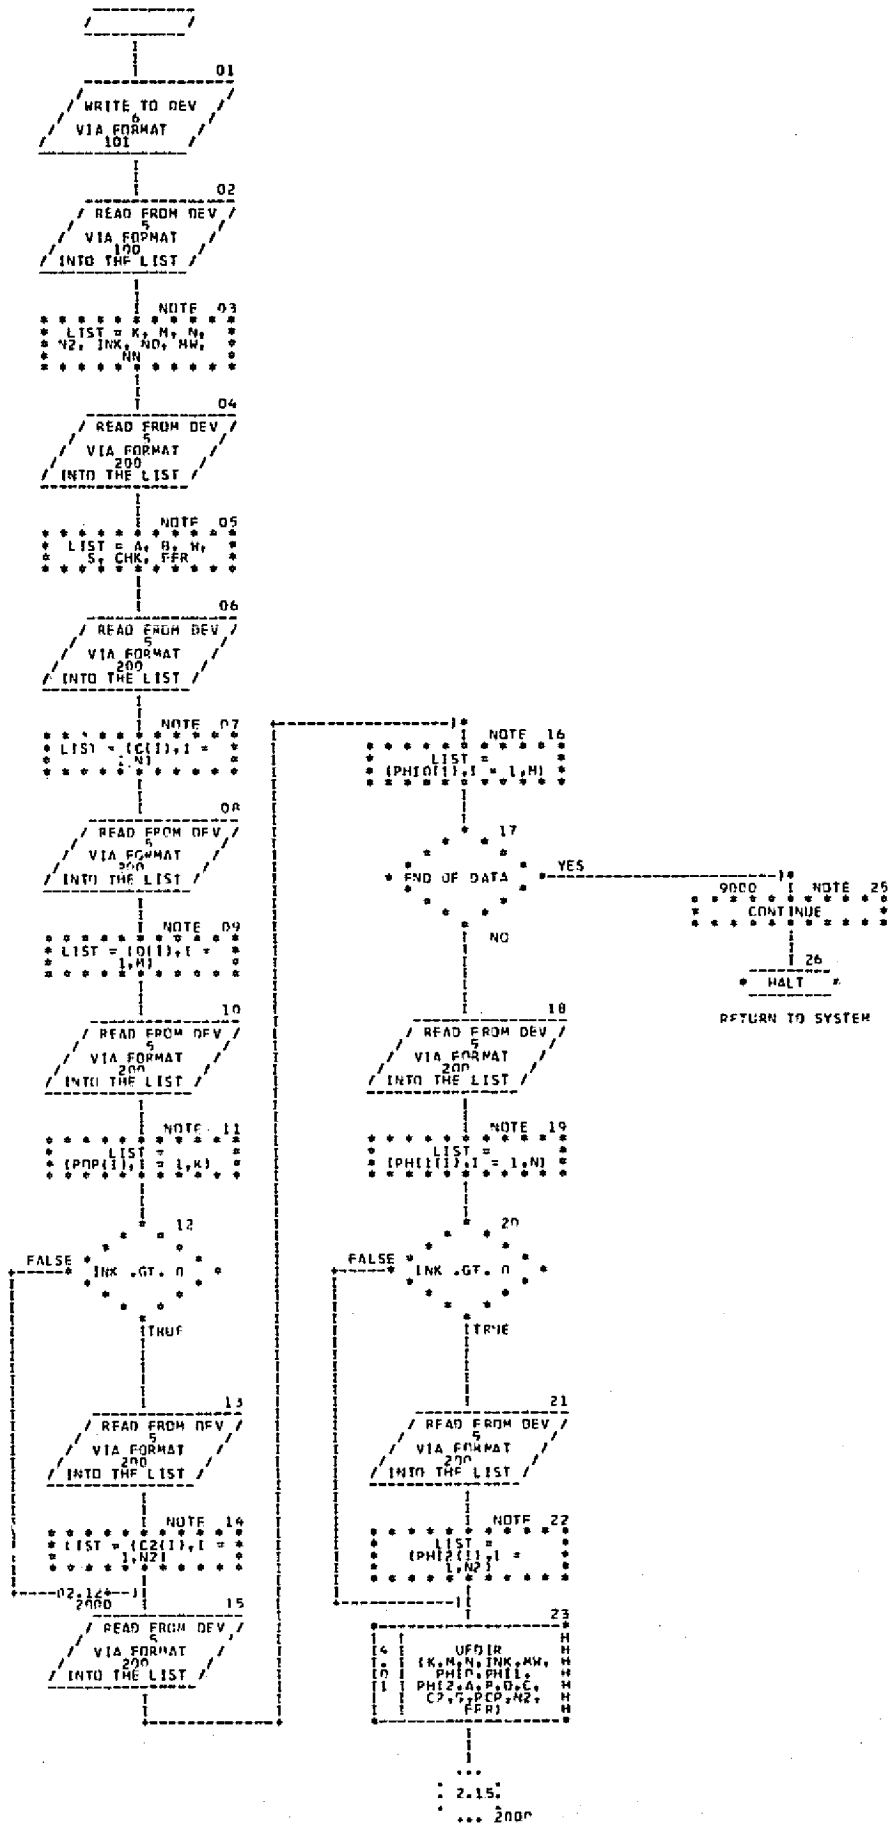 01
WRITE TO DEV
6
VIA FORMAT
101
02
READ FROM DEV
5
VIA FORMAT
100
INTO THE LIST
NOTE 03
LIST = K, M, N,
N2, INK, ND, MW,
NN
04
READ FROM DEV
5
VIA FORMAT
200
INTO THE LIST
NOTE 05
LIST = A, B, W,
S, CHK, EFR
06
READ FROM DEV
5
VIA FORMAT
200
INTO THE LIST
NOTE 07
LIST = (C(I),I =
1,N)
08
READ FROM DEV
5
VIA FORMAT
200
INTO THE LIST
NOTE 09
LIST = (D(I),I =
1,M)
10
READ FROM DEV
5
VIA FORMAT
200
INTO THE LIST
NOTE 11
LIST =
(POP(I),I = 1,K)
12
FALSE
INK .GT. 0
TRUE
13
READ FROM DEV
5
VIA FORMAT
200
INTO THE LIST
NOTE 14
LIST = (C2(I),I =
1,N2)
02.12
2000
15
READ FROM DEV
5
VIA FORMAT
200
INTO THE LIST
NOTE 16
LIST =
(PHI0(I),I = 1,M)
17
END OF DATA
YES
NO
18
READ FROM DEV
5
VIA FORMAT
200
INTO THE LIST
NOTE 19
LIST =
(PHI1(I),I = 1,N)
20
FALSE
INK .GT. 0
TRUE
21
READ FROM DEV
5
VIA FORMAT
200
INTO THE LIST
NOTE 22
LIST =
(PHI2(I),I =
1,N2)
23
(K,M,N,INK,MW,
2.15
2000
9000 NOTE 25
CONTINUE
26
HALT
RETURN TO SYSTEM